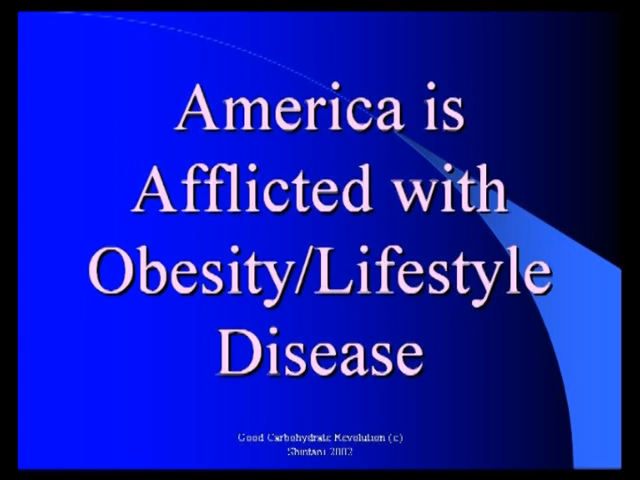 America is
Afflicted with
Obesity/Lifestyle
Disease
Good Carbohydrate Revolution (c)
Shintani 2002